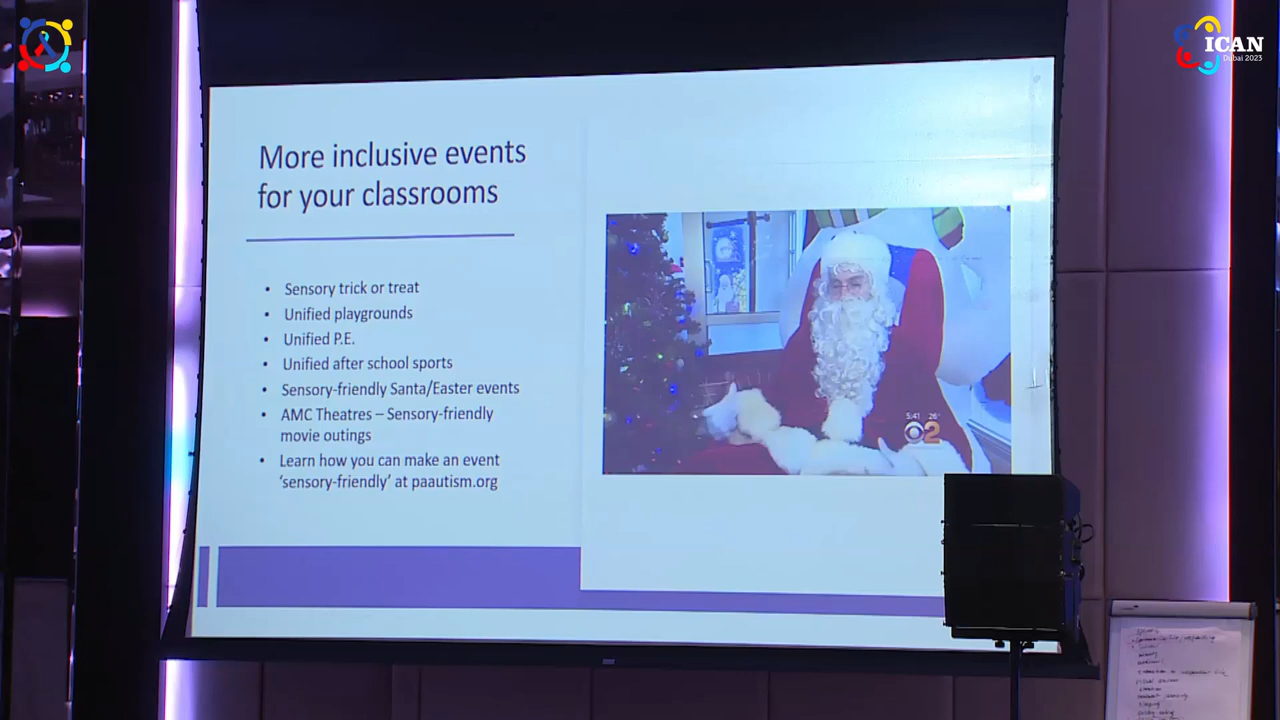 ICAN
Dubai 2023
More inclusive events
for your classrooms
• Sensory trick or treat
• Unified playgrounds
• Unified P.E.
• Unified after school sports
• Sensory-friendly Santa/Easter events
• AMC Theatres – Sensory-friendly
movie outings
• Learn how you can make an event
'sensory-friendly' at paautism.org
5:41 26°
2